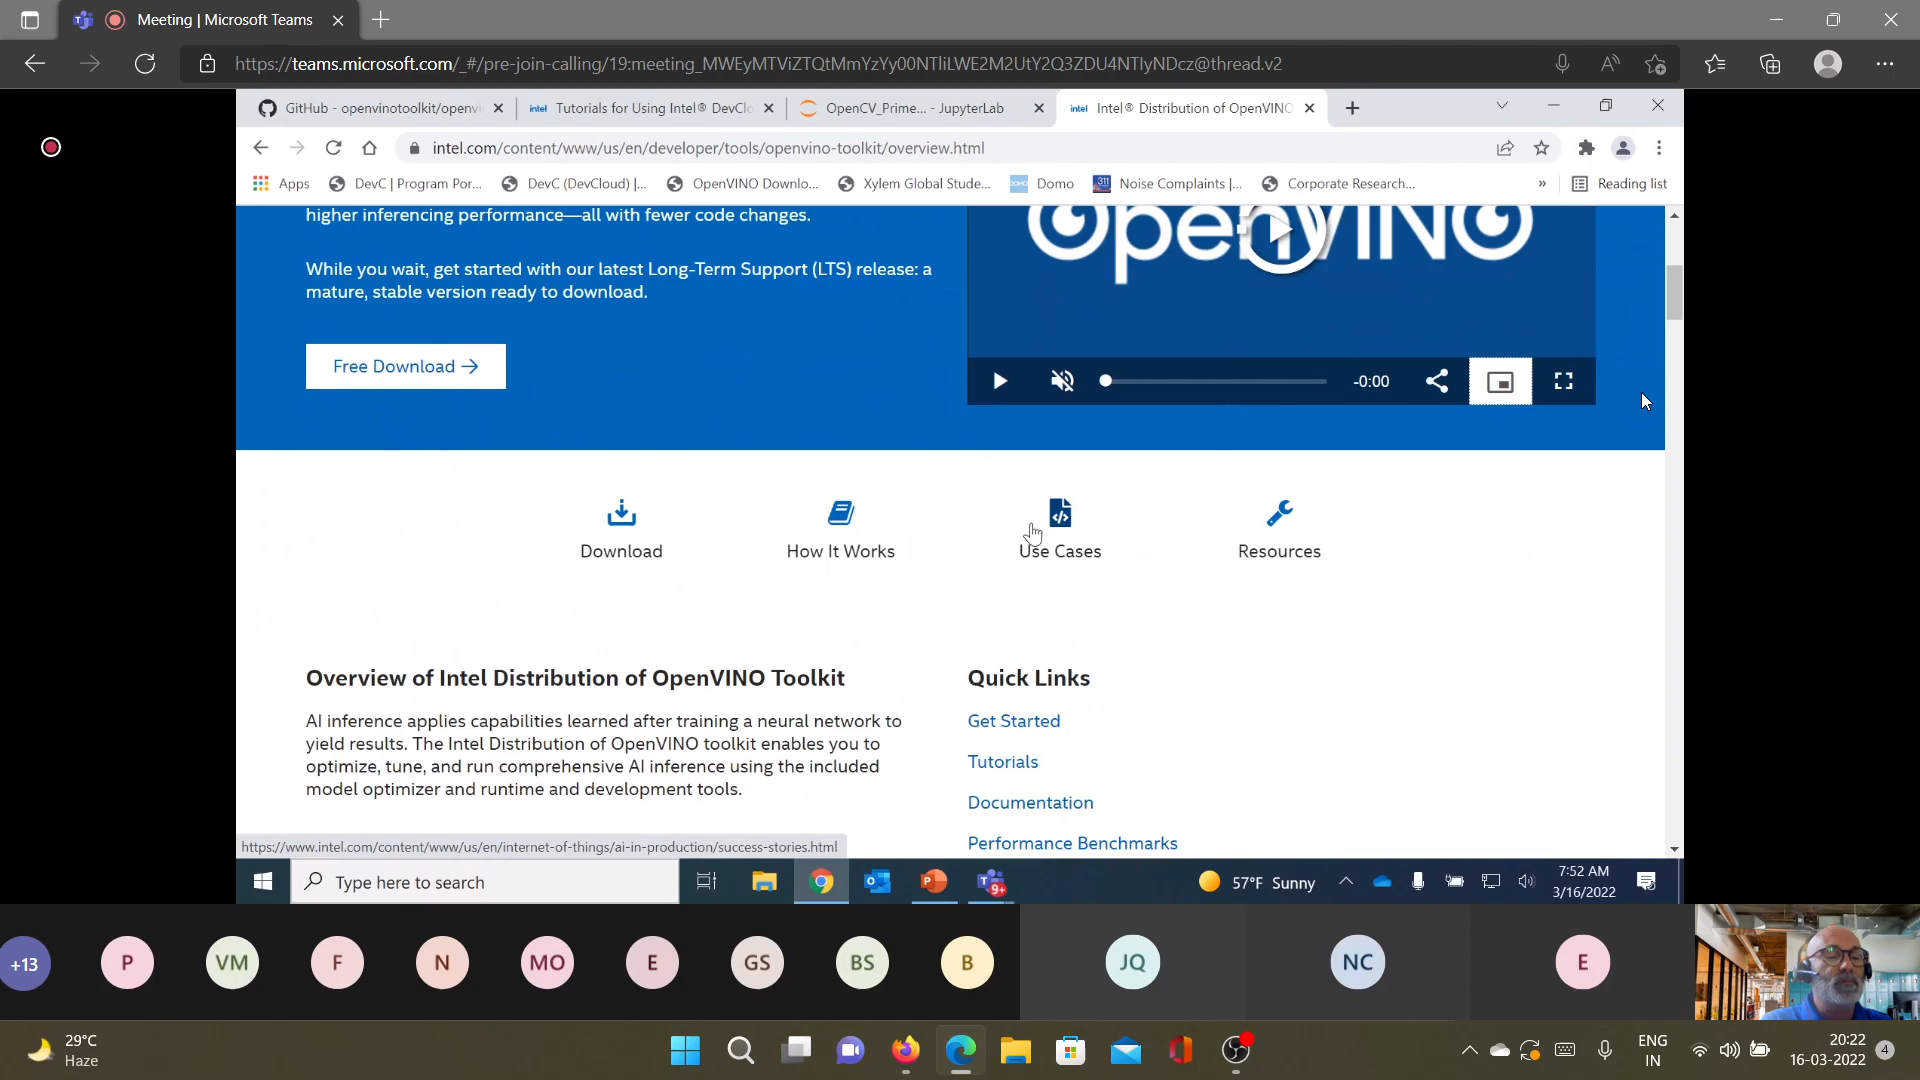 Meeting | Microsoft Teams
https://teams.microsoft.com/_#/pre-join-calling/19:meeting_MWEyMTViZTQtMmYzYy00NTliLWE2M2UtY2Q3ZDU4NTIyNDcz@thread.v2
GitHub - openvinotoolkit/openvi
intel Tutorials for Using Intel® DevClo
OpenCV_Prime... - JupyterLab
intel Intel® Distribution of OpenVINO
intel.com/content/www/us/en/developer/tools/openvino-toolkit/overview.html
Apps
DevC | Program Por...
DevC (DevCloud) |...
OpenVINO Downlo...
Xylem Global Stude...
DOMO Domo
311 Noise Complaints |...
Corporate Research...
»
Reading list
higher inferencing performance—all with fewer code changes.
While you wait, get started with our latest Long-Term Support (LTS) release: a
mature, stable version ready to download.
Free Download →
OpenVINO
-0:00
Download
How It Works
Use Cases
Resources
Overview of Intel Distribution of OpenVINO Toolkit
AI inference applies capabilities learned after training a neural network to
yield results. The Intel Distribution of OpenVINO toolkit enables you to
optimize, tune, and run comprehensive AI inference using the included
model optimizer and runtime and development tools.
Quick Links
Get Started
Tutorials
Documentation
Performance Benchmarks
https://www.intel.com/content/www/us/en/internet-of-things/ai-in-production/success-stories.html
Type here to search
9+
57°F Sunny
7:52 AM
3/16/2022
+13
P
VM
F
N
MO
E
GS
BS
B
JQ
NC
E
29°C
Haze
ENG
IN
20:22
16-03-2022
4